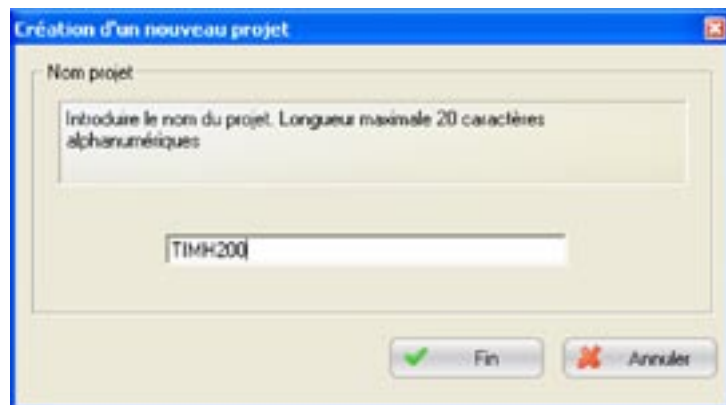 Création d'un nouveau projet
Nom projet
Introduire le nom du projet. Longueur maximale 20 caractères
alphanumériques
TIMH200
Fin
Annuler